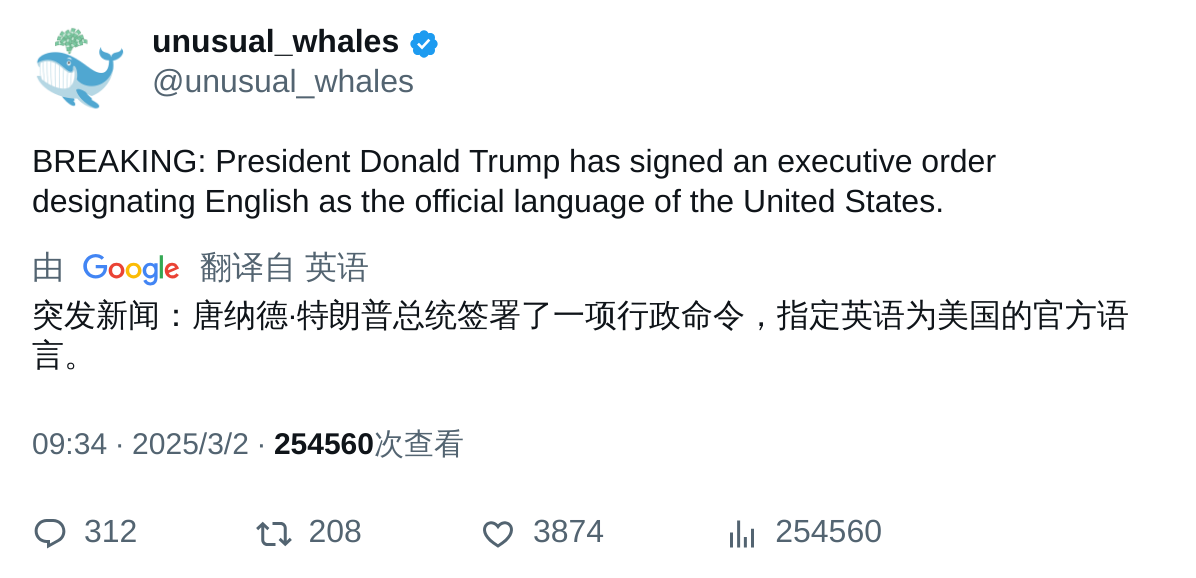 unusual_whales
@unusual_whales
BREAKING: President Donald Trump has signed an executive order
designating English as the official language of the United States.
由 Google 翻译自 英语
突发新闻：唐纳德·特朗普总统签署了一项行政命令，指定英语为美国的官方语
言。
09:34 · 2025/3/2 · 254560次查看
312 208 3874 254560